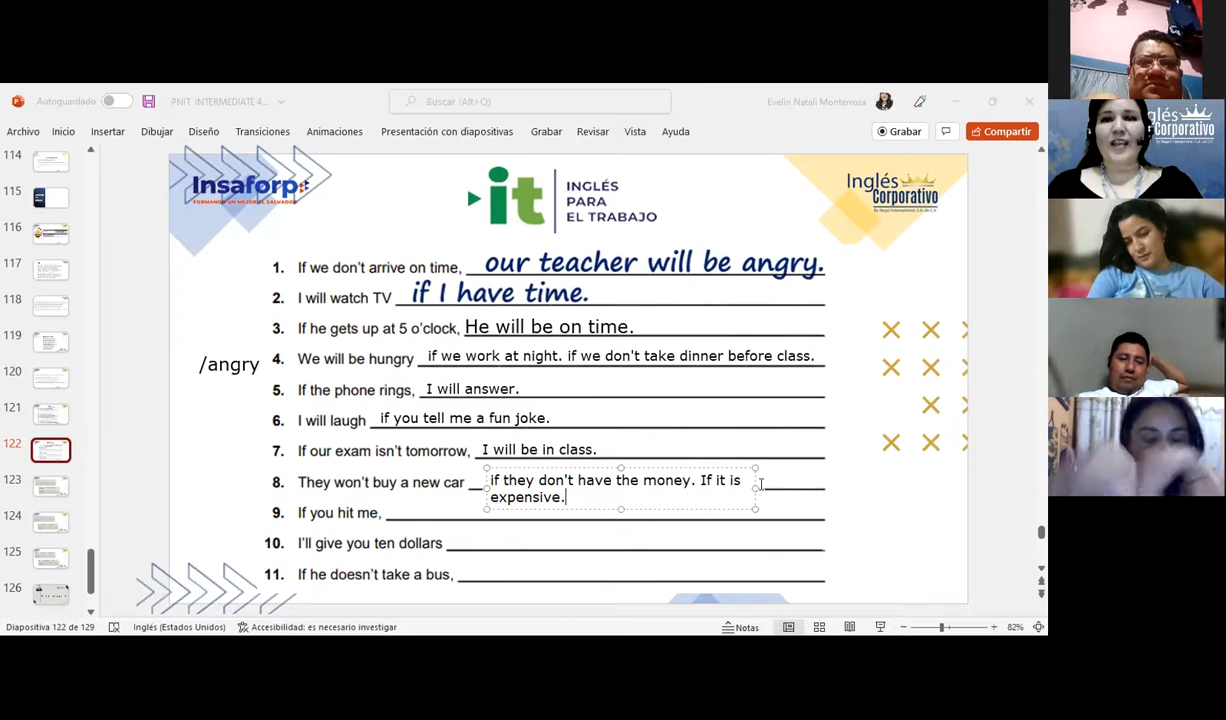 Autoguardado
PNIT INTERMEDIATE 4...
Buscar (Alt+Q)
Evelin Natali Monterroza
Archivo Inicio Insertar Dibujar Diseño Transiciones Animaciones Presentación con diapositivas Grabar Revisar Vista Ayuda
Grabar
Compartir
114
115
116
117
118
119
120
121
122
123
124
125
126
Insaforp
FORMANDO UN MEJOR EL SALVADOR
it
INGLÉS
PARA
EL TRABAJO
Inglés
Corporativo
1. If we don't arrive on time, our teacher will be angry.
2. I will watch TV if I have time.
3. If he gets up at 5 o'clock, He will be on time.
/angry
4. We will be hungry if we work at night. if we don't take dinner before class.
5. If the phone rings, I will answer.
6. I will laugh if you tell me a fun joke.
7. If our exam isn't tomorrow, I will be in class.
8. They won't buy a new car if they don't have the money. If it is
expensive.
9. If you hit me,
10. I'll give you ten dollars
11. If he doesn't take a bus,
Diapositiva 122 de 129
Inglés (Estados Unidos)
Accesibilidad: es necesario investigar
Notas
82%